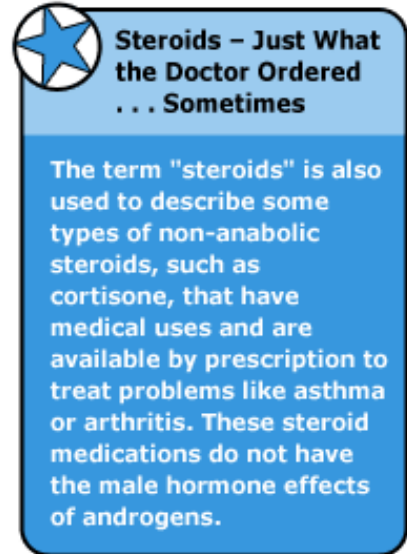 Steroids – Just What
the Doctor Ordered
. . . Sometimes
The term "steroids" is also
used to describe some
types of non-anabolic
steroids, such as
cortisone, that have
medical uses and are
available by prescription to
treat problems like asthma
or arthritis. These steroid
medications do not have
the male hormone effects
of androgens.